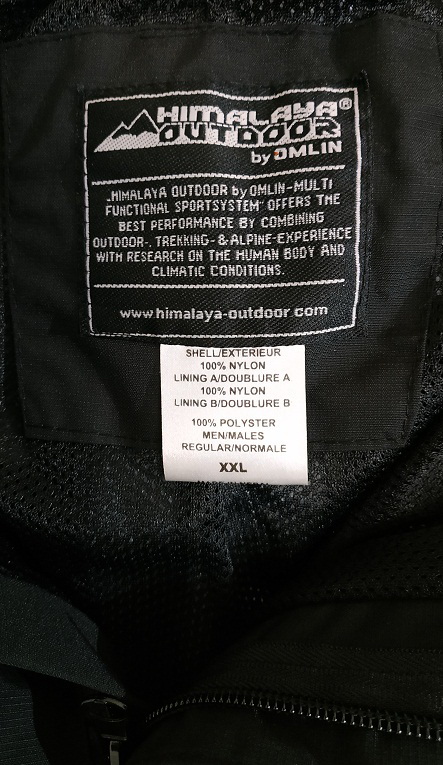 HIMALAYA®
OUTDOOR
by OMLIN
„HIMALAYA OUTDOOR by OMLIN-MULTI
FUNCTIONAL SPORTSYSTEM" OFFERS THE
BEST PERFORMANCE BY COMBINING
OUTDOOR-, TREKKING- & ALPINE-EXPERIENCE
WITH RESEARCH ON THE HUMAN BODY AND
CLIMATIC CONDITIONS.
www.himalaya-outdoor.com
SHELL/EXTERIEUR
100% NYLON
LINING A/DOUBLURE A
100% NYLON
LINING B/DOUBLURE B
100% POLYSTER
MEN/MALES
REGULAR/NORMALE
XXL